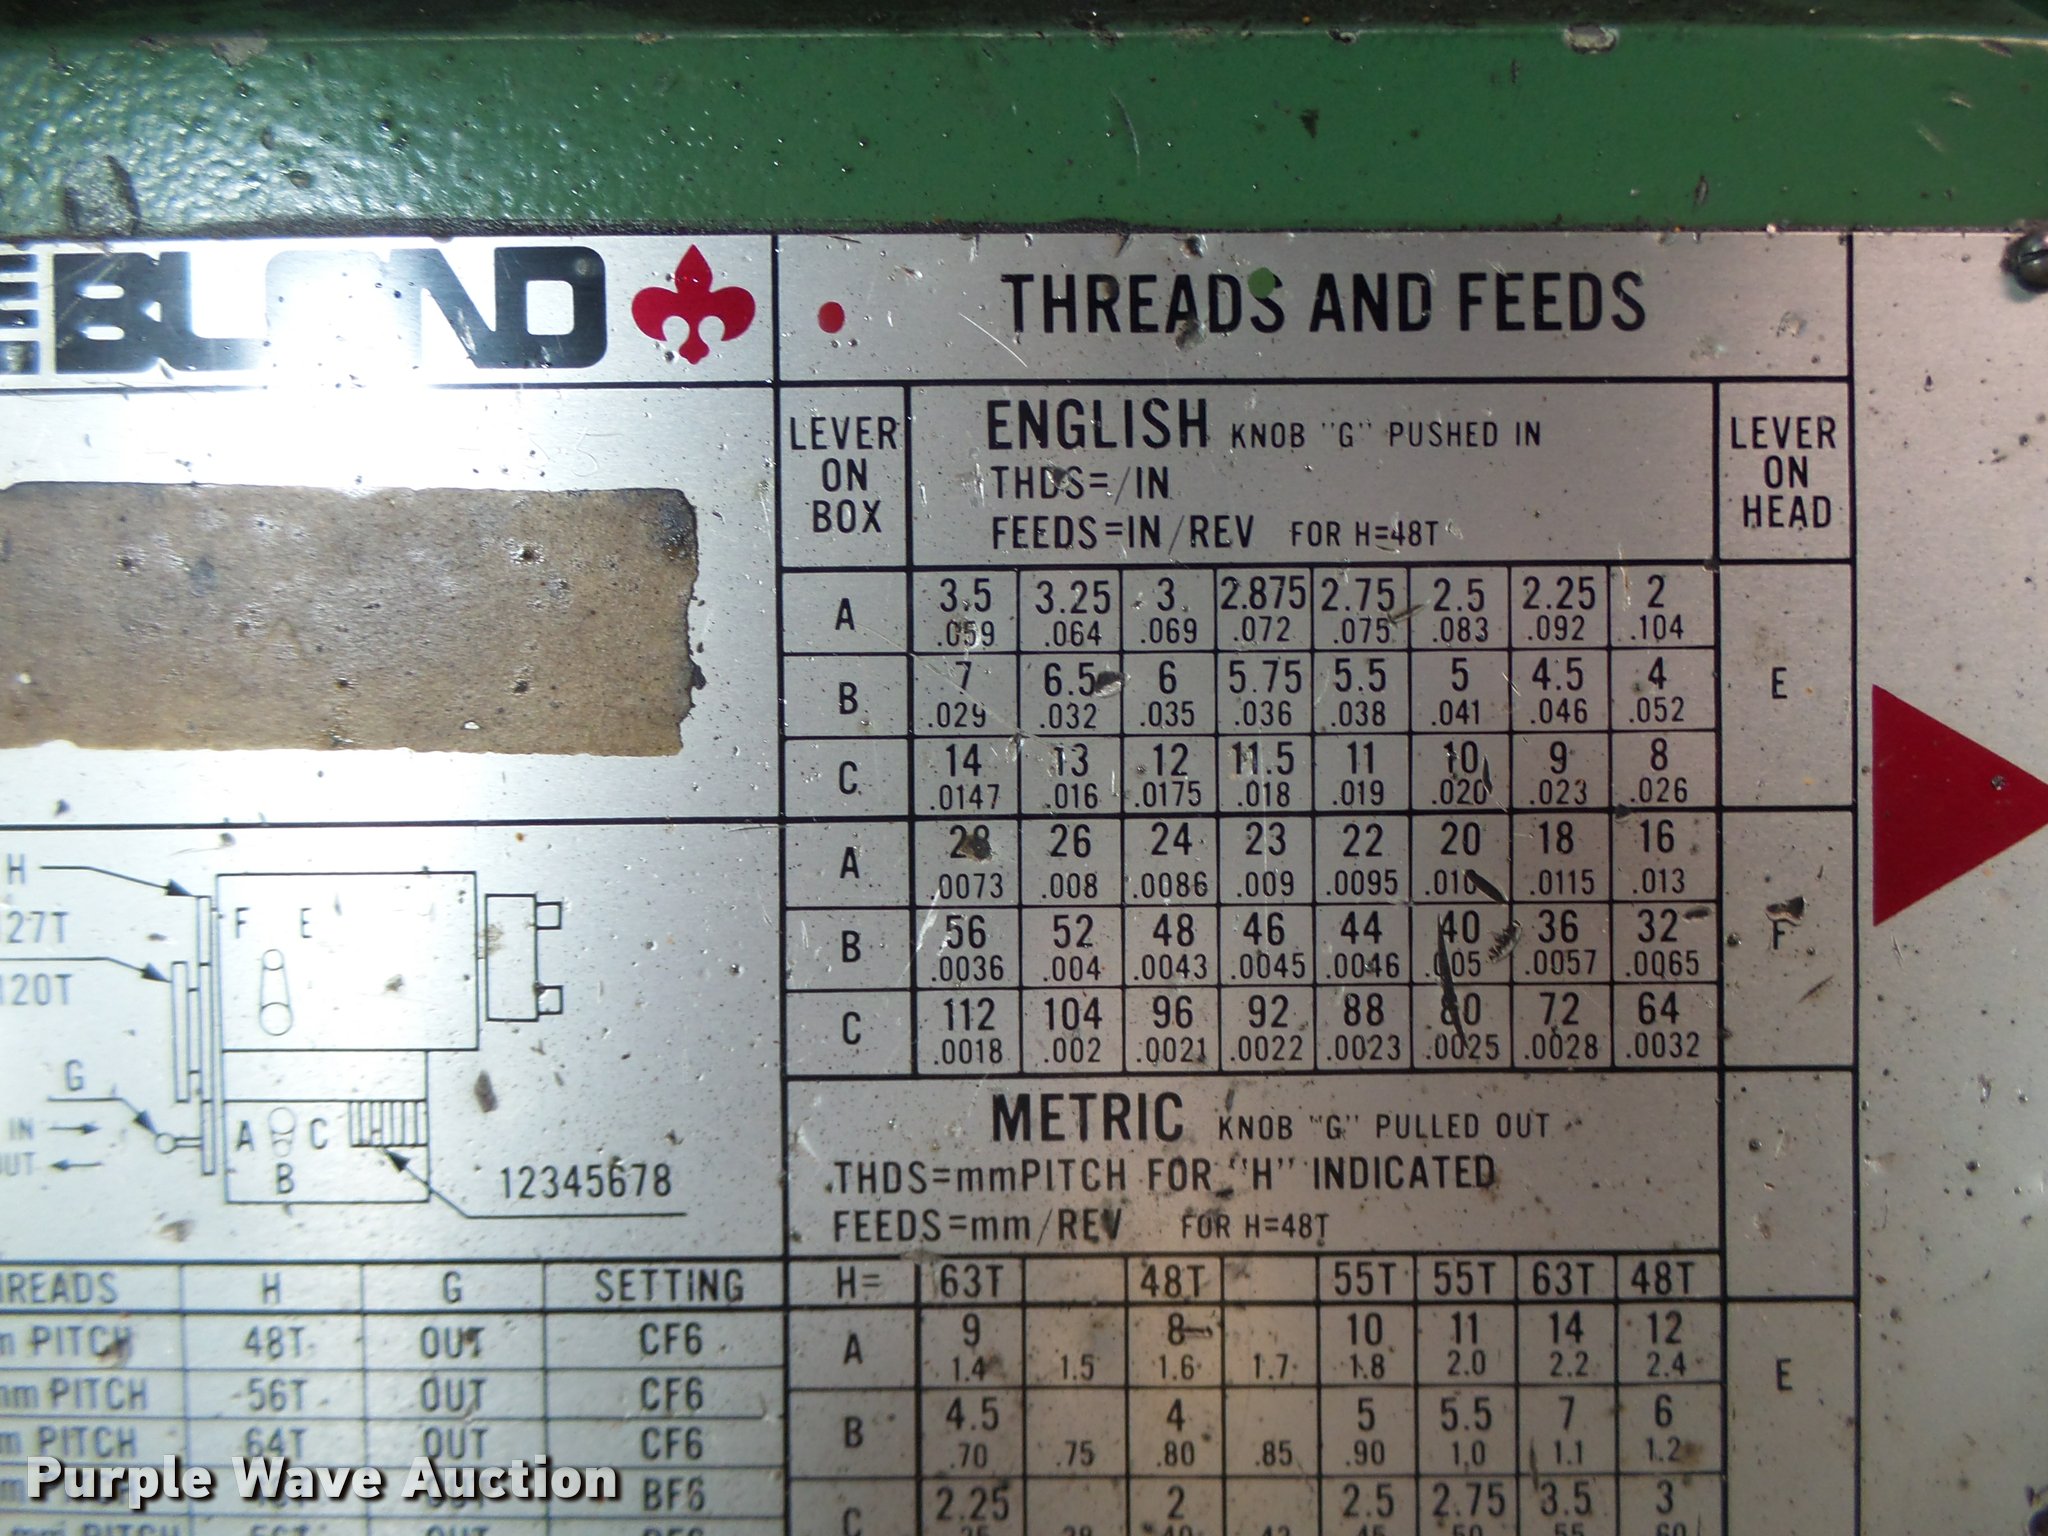 EBLOND
THREADS AND FEEDS
LEVER ON BOX
ENGLISH KNOB "G" PUSHED IN
THDS=/IN
FEEDS=IN/REV FOR H=48T
LEVER ON HEAD
A 3.5 3.25 3 2.875 2.75 2.5 2.25 2
.059 .064 .069 .072 .075 .083 .092 .104
E
B 7 6.5 6 5.75 5.5 5 4.5 4
.029 .032 .035 .036 .038 .041 .046 .052
C 14 13 12 11.5 11 10 9 8
.0147 .016 .0175 .018 .019 .020 .023 .026
A 28 26 24 23 22 20 18 16
.0073 .008 .0086 .009 .0095 .010 .0115 .013
F
B 56 52 48 46 44 40 36 32
.0036 .004 .0043 .0045 .0046 .005 .0057 .0065
C 112 104 96 92 88 80 72 64
.0018 .002 .0021 .0022 .0023 .0025 .0028 .0032
METRIC KNOB "G" PULLED OUT
THDS=mmPITCH FOR "H" INDICATED
FEEDS=mm/REV FOR H=48T
H= 63T 48T 55T 55T 63T 48T
A 9 8 10 11 14 12
1.4 1.5 1.6 1.7 1.8 2.0 2.2 2.4
E
B 4.5 4 5 5.5 7 6
.70 .75 .80 .85 .90 1.0 1.1 1.2
C 2.25 2 2.5 2.75 3.5 3
H
127T
120T
F E
G
IN
OUT
A C
B
12345678
READS H G SETTING
m PITCH 48T OUT CF6
mm PITCH 56T OUT CF6
m PITCH 64T OUT CF6
BF6
Purple Wave Auction